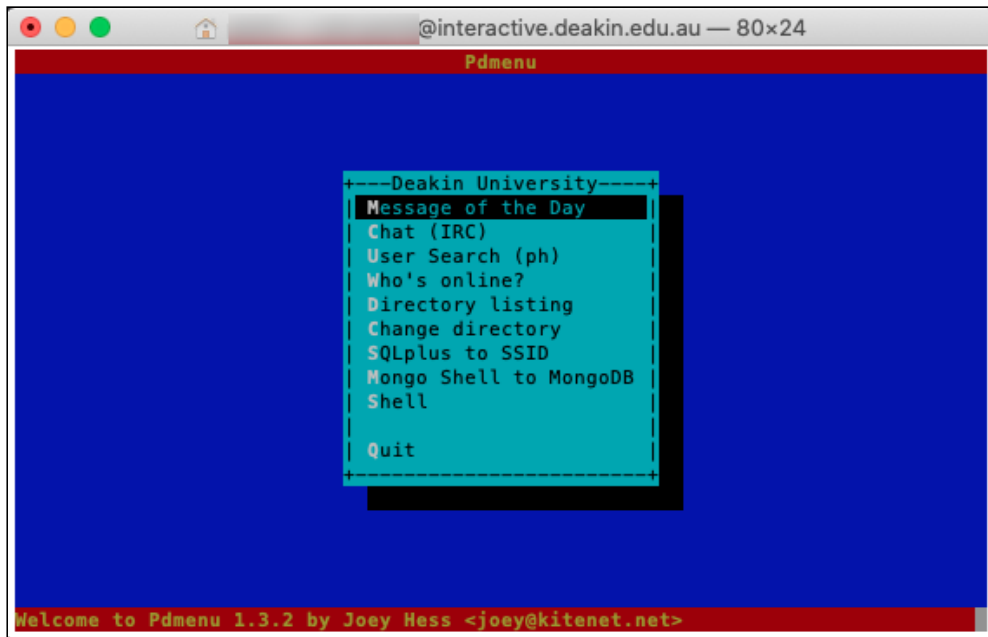 @interactive.deakin.edu.au — 80×24
Pdmenu
+---Deakin University----+
Message of the Day
Chat (IRC)
User Search (ph)
Who's online?
Directory listing
Change directory
SQLplus to SSID
Mongo Shell to MongoDB
Shell
Quit
Welcome to Pdmenu 1.3.2 by Joey Hess <joey@kitenet.net>